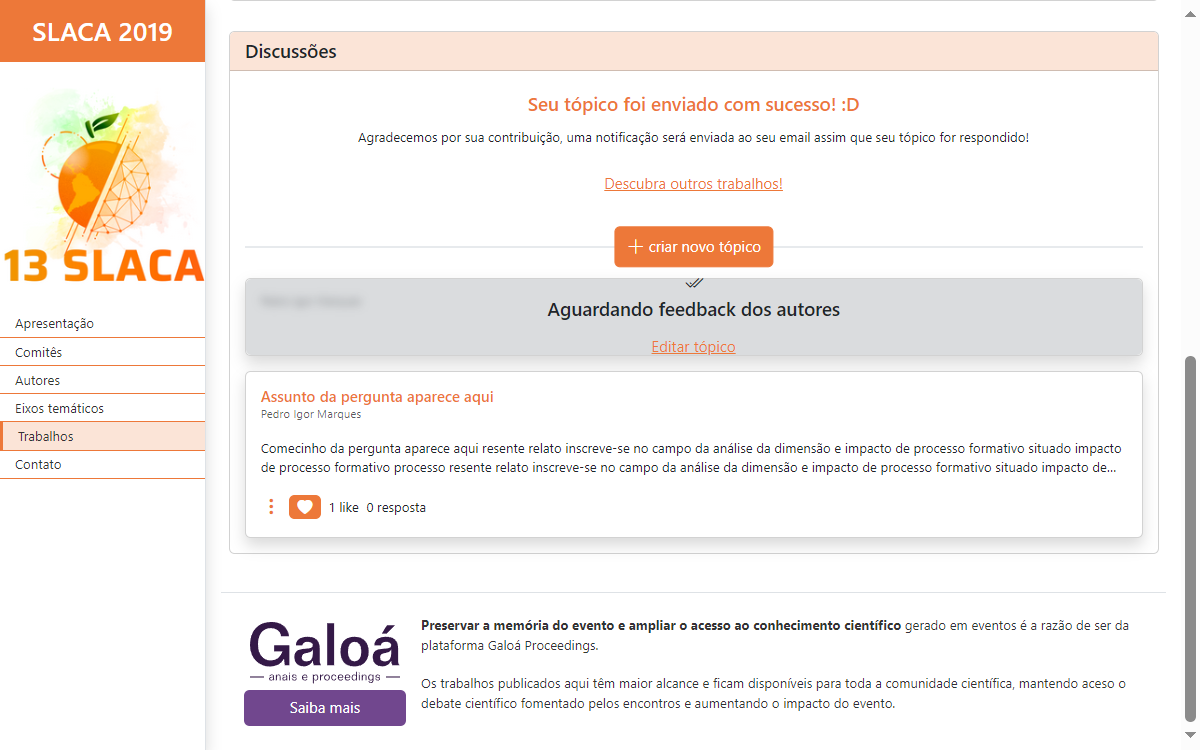 SLACA 2019
13 SLACA
Apresentação
Comitês
Autores
Eixos temáticos
Trabalhos
Contato
Discussões
Seu tópico foi enviado com sucesso! :D
Agradecemos por sua contribuição, uma notificação será enviada ao seu email assim que seu tópico for respondido!
Descubra outros trabalhos!
+ criar novo tópico
Aguardando feedback dos autores
Editar tópico
Assunto da pergunta aparece aqui
Pedro Igor Marques
Comecinho da pergunta aparece aqui resente relato inscreve-se no campo da análise da dimensão e impacto de processo formativo situado impacto
de processo formativo processo resente relato inscreve-se no campo da análise da dimensão e impacto de processo formativo situado impacto de...
1 like 0 resposta
Galoá
anais e proceedings
Saiba mais
Preservar a memória do evento e ampliar o acesso ao conhecimento científico gerado em eventos é a razão de ser da
plataforma Galoá Proceedings.
Os trabalhos publicados aqui têm maior alcance e ficam disponíveis para toda a comunidade científica, mantendo aceso o
debate científico fomentado pelos encontros e aumentando o impacto do evento.